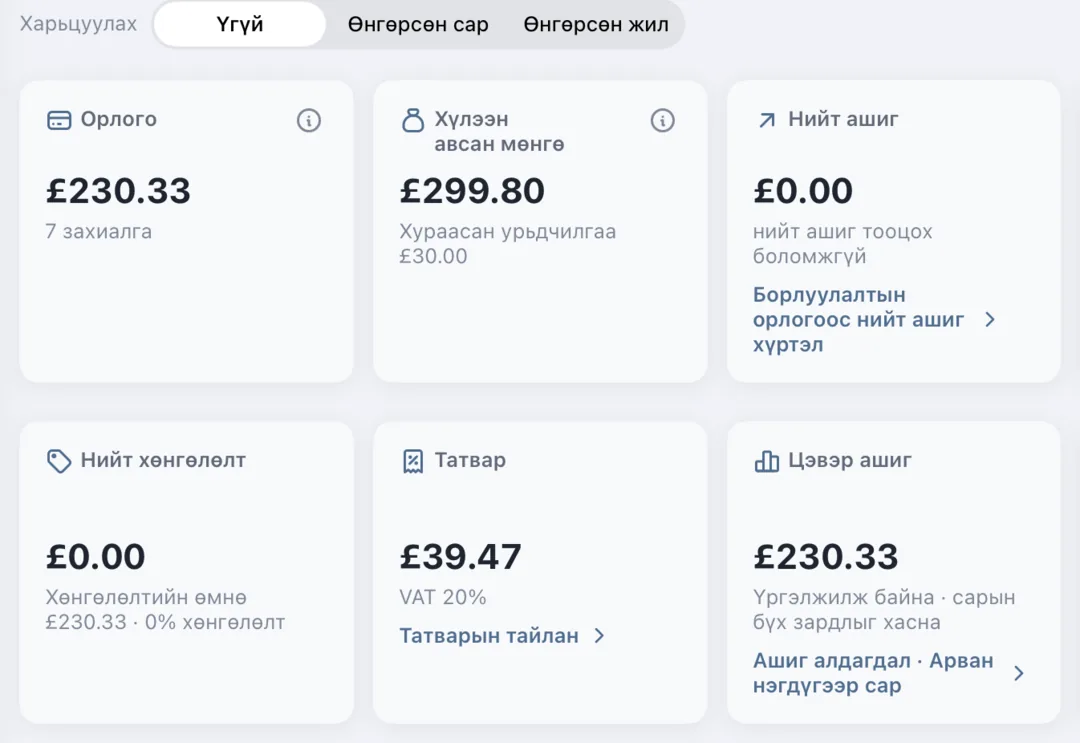 Харьцуулах Үгүй Өнгөрсөн сар Өнгөрсөн жил
Орлого
£230.33
7 захиалга
Хүлээн
авсан мөнгө
£299.80
Хураасан урьдчилгаа
£30.00
Нийт ашиг
£0.00
нийт ашиг тооцох
боломжгүй
Борлуулалтын
орлогоос нийт ашиг
хүртэл
Нийт хөнгөлөлт
£0.00
Хөнгөлөлтийн өмнө
£230.33 · 0% хөнгөлөлт
Татвар
£39.47
VAT 20%
Татварын тайлан
Цэвэр ашиг
£230.33
Үргэлжилж байна · сарын
бүх зардлыг хасна
Ашиг алдагдал · Арван
нэгдүгээр сар